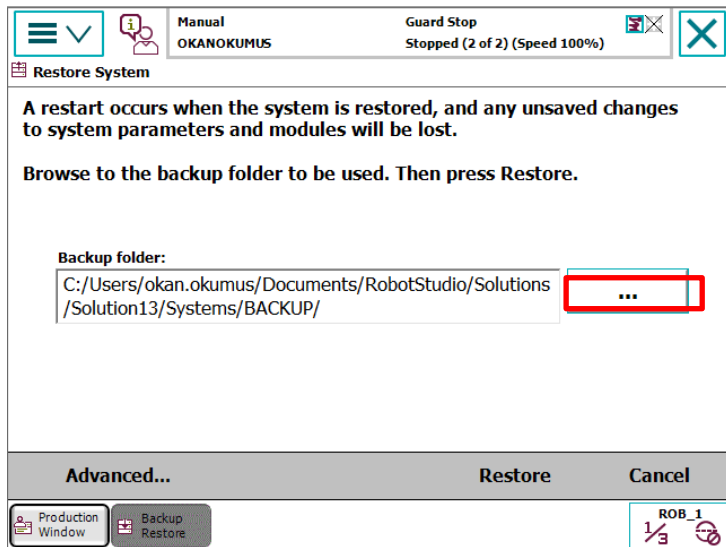 Manual
OKANOKUMUS
Guard Stop
Stopped (2 of 2) (Speed 100%)
Restore System
A restart occurs when the system is restored, and any unsaved changes
to system parameters and modules will be lost.
Browse to the backup folder to be used. Then press Restore.
Backup folder:
C:/Users/okan.okumus/Documents/RobotStudio/Solutions
/Solution13/Systems/BACKUP/
...
Advanced...
Restore
Cancel
Production
Window
Backup
Restore
ROB_1
1/3